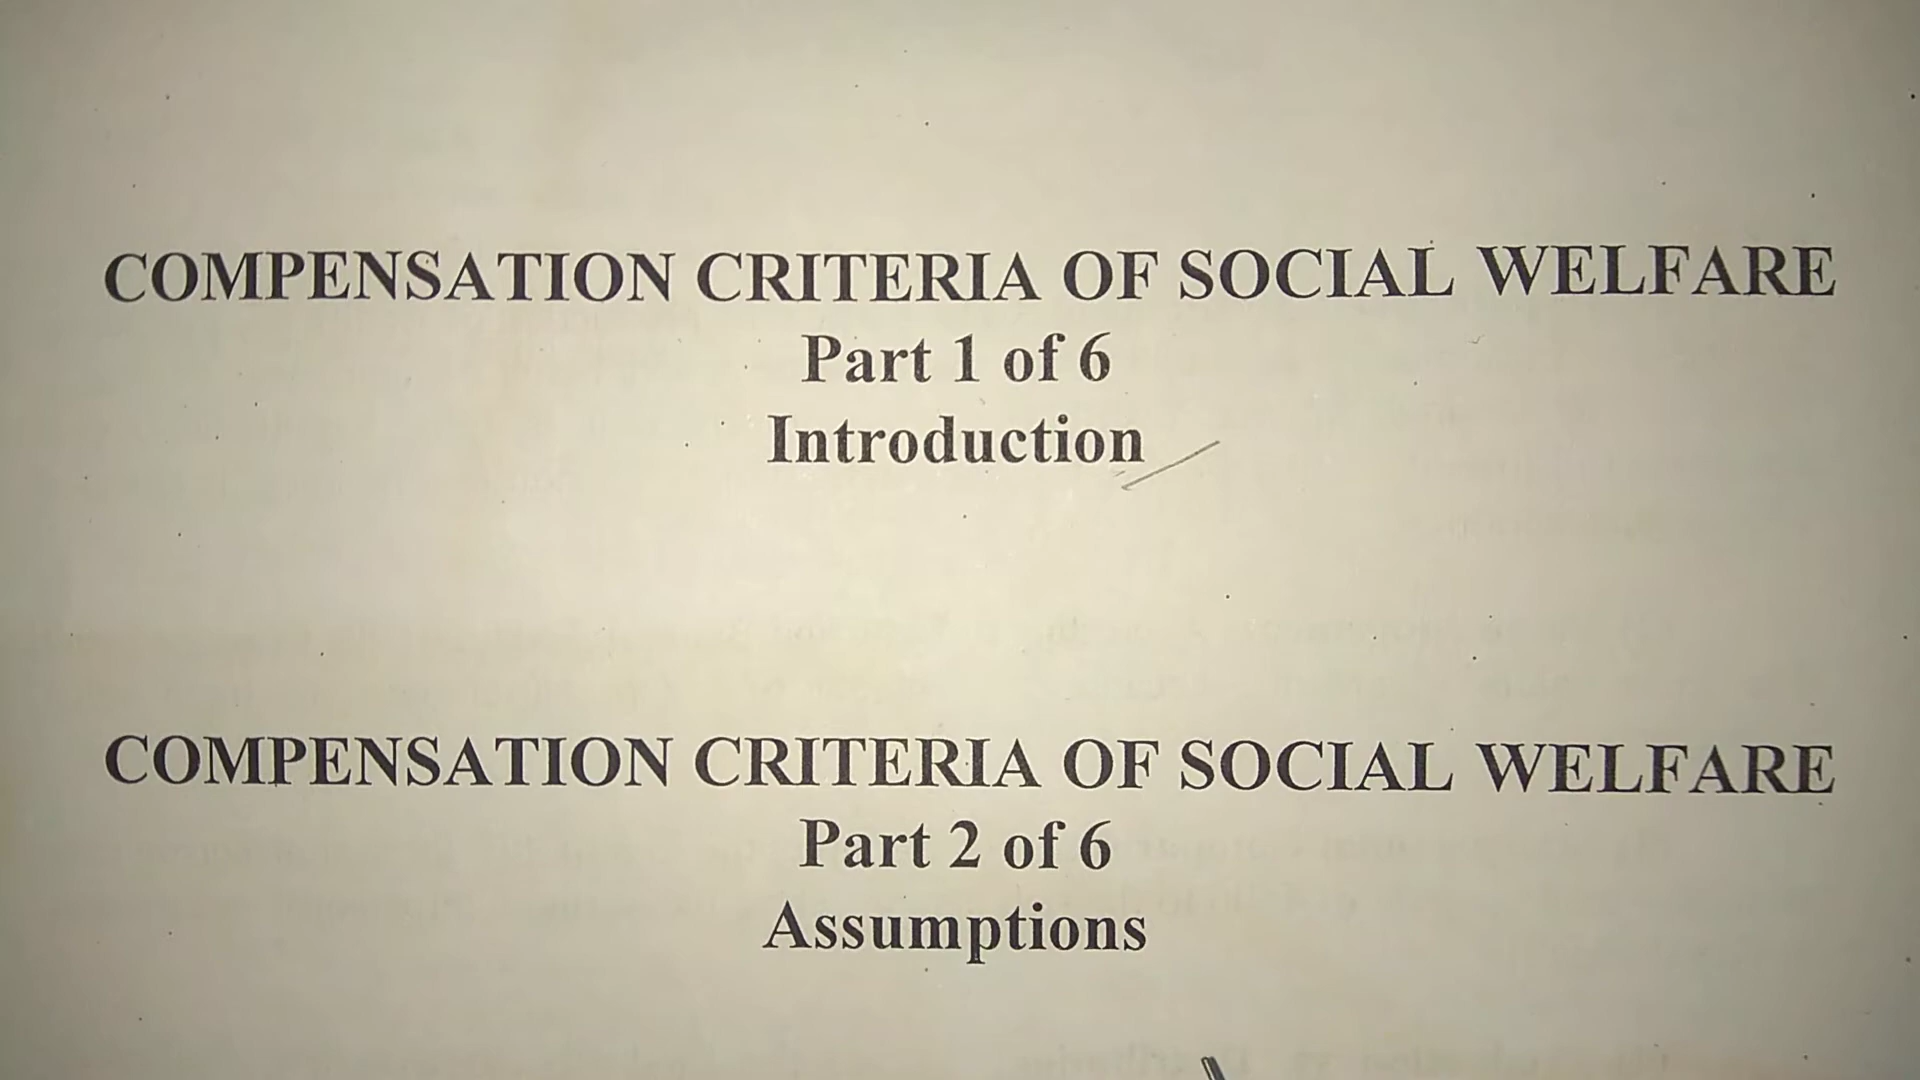 COMPENSATION CRITERIA OF SOCIAL WELFARE
Part 1 of 6
Introduction
COMPENSATION CRITERIA OF SOCIAL WELFARE
Part 2 of 6
Assumptions